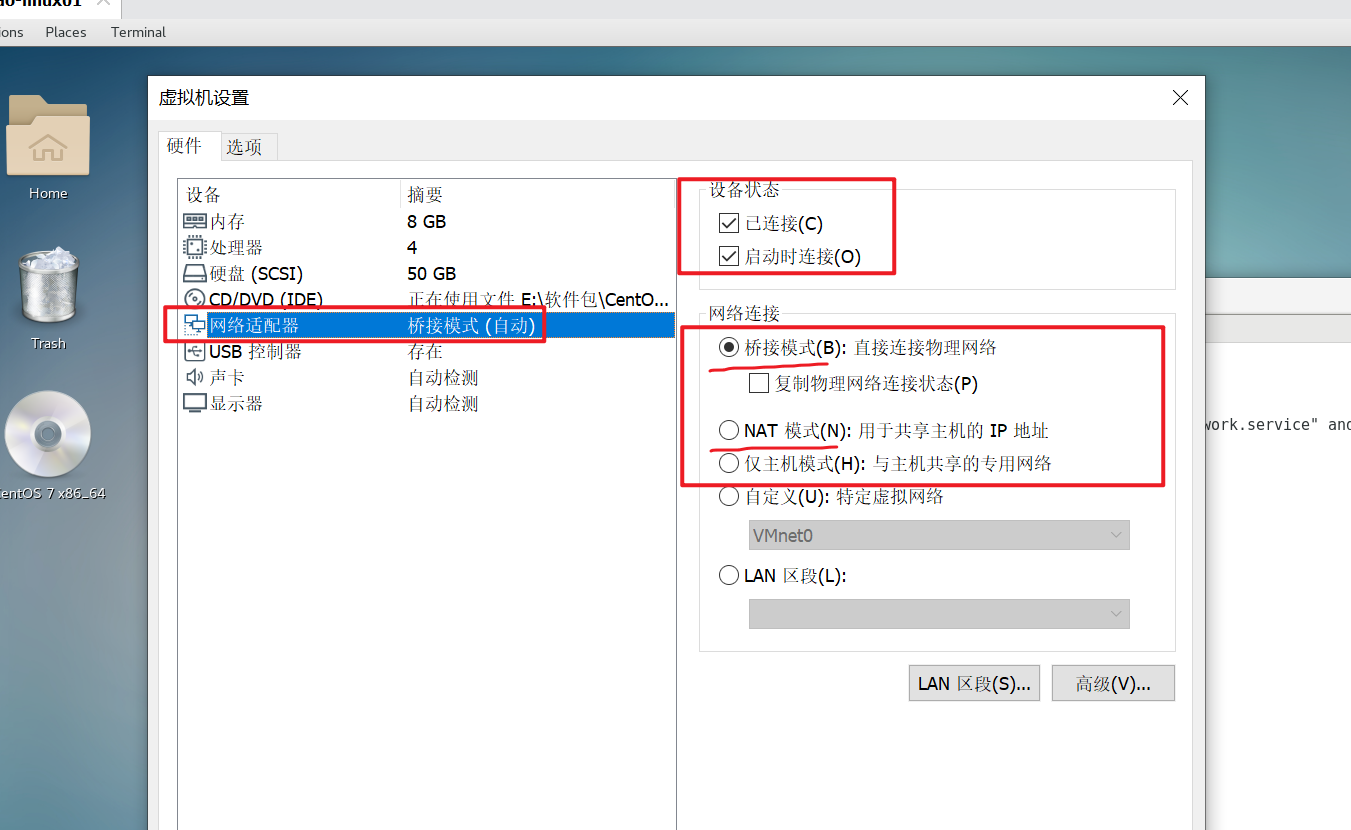 Places Terminal
虚拟机设置
硬件 选项
设备 摘要
内存 8 GB
处理器 4
硬盘 (SCSI) 50 GB
CD/DVD (IDE) 正在使用文件 E:\软件包\CentO...
网络适配器 桥接模式 (自动)
USB 控制器 存在
声卡 自动检测
显示器 自动检测
设备状态
已连接(C)
启动时连接(O)
网络连接
桥接模式(B): 直接连接物理网络
复制物理网络连接状态(P)
NAT 模式(N): 用于共享主机的 IP 地址
仅主机模式(H): 与主机共享的专用网络
自定义(U): 特定虚拟网络
VMnet0
LAN 区段(L):
LAN 区段(S)... 高级(V)...
Home
Trash
entOS 7 x86_64
work.service" and